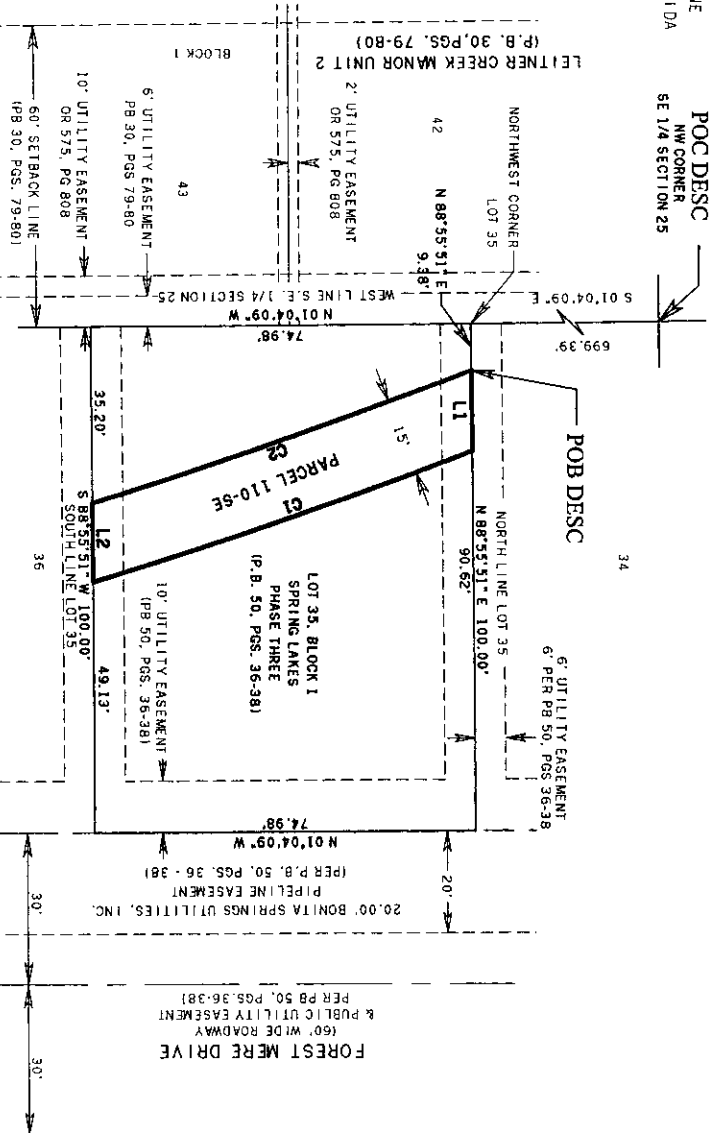 NE
IDA
POC DESC
NW CORNER
SE 1/4 SECTION 25
S 01°04'09" E
699.39'
LEITNER CREEK MANOR UNIT 2
(P.B. 30,PGS. 79-80)
BLOCK 1
NORTHWEST CORNER
LOT 35
42
N 88°55'51" E
9.38'
2' UTILITY EASEMENT
OR 575, PG 808
43
6' UTILITY EASEMENT
PB 30, PGS 79-80
10' UTILITY EASEMENT
OR 575, PG 808
60' SETBACK LINE
(PB 30, PGS. 79-80)
WEST LINE S.E. 1/4 SECTION 25
N 01°04'09" W
74.98'
POB DESC
34
NORTH LINE LOT 35
N 88°55'51" E 100.00'
90.62'
6' UTILITY EASEMENT
6' PER PB 50, PGS 36-38
L1
15'
C2
PARCEL 110-SE
C1
LOT 35, BLOCK 1
SPRING LAKES
PHASE THREE
(P.B. 50, PGS. 36-38)
10' UTILITY EASEMENT
(PB 50, PGS. 36-38)
35.20'
L2
49.13'
S 88°55'51" W 100.00'
SOUTH LINE LOT 35
36
74.98'
N 01°04'09" W
20'
20.00' BONITA SPRINGS UTILITIES, INC.
PIPELINE EASEMENT
(PER P.B. 50, PGS. 36 - 38)
30'
30'
FOREST MERE DRIVE
(60' WIDE ROADWAY
& PUBLIC UTILITY EASEMENT
PER PB 50, PGS.36-38)